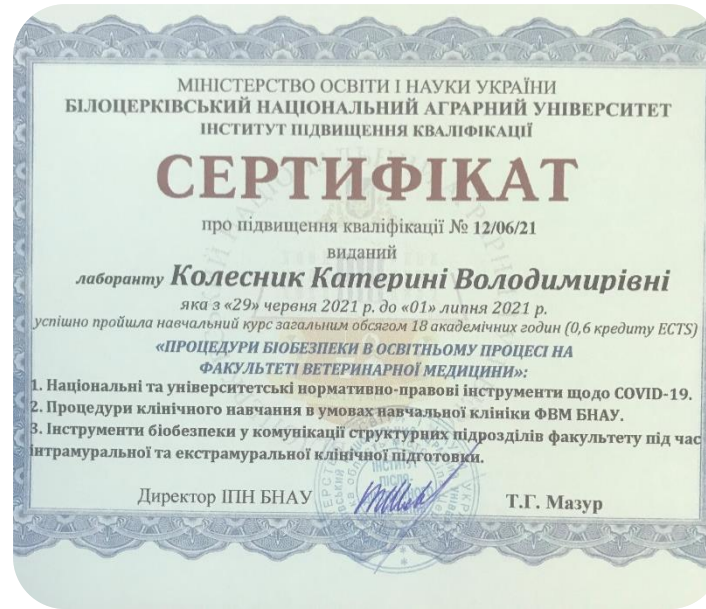 МІНІСТЕРСТВО ОСВІТИ І НАУКИ УКРАЇНИ
БІЛОЦЕРКІВСЬКИЙ НАЦІОНАЛЬНИЙ АГРАРНИЙ УНІВЕРСИТЕТ
ІНСТИТУТ ПІДВИЩЕННЯ КВАЛІФІКАЦІЇ
СЕРТИФІКАТ
про підвищення кваліфікації № 12/06/21
виданий
лаборанту Колесник Катерині Володимирівні
яка з «29» червня 2021 р. до «01» липня 2021 р.
успішно пройшла навчальний курс загальним обсягом 18 академічних годин (0,6 кредиту ECTS)
«ПРОЦЕДУРИ БІОБЕЗПЕКИ В ОСВІТНЬОМУ ПРОЦЕСІ НА
ФАКУЛЬТЕТІ ВЕТЕРИНАРНОЇ МЕДИЦИНИ»:
1. Національні та університетські нормативно-правові інструменти щодо COVID-19.
2. Процедури клінічного навчання в умовах навчальної клініки ФВМ БНАУ.
3. Інструменти біобезпеки у комунікації структурних підрозділів факультету під час
інтрамуральної та екстрамуральної клінічної підготовки.
Директор ІПН БНАУ Т.Г. Мазур